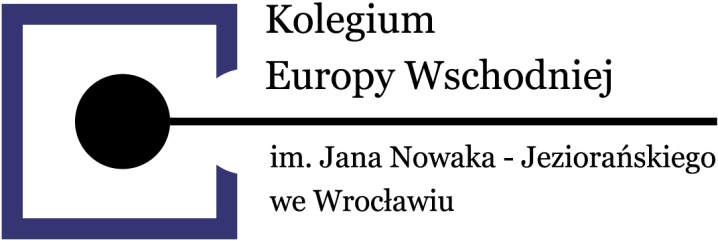 Kolegium
Europy Wschodniej
im. Jana Nowaka - Jeziorańskiego
we Wrocławiu